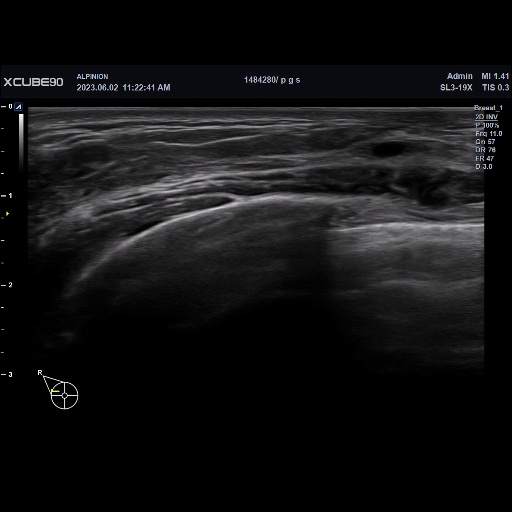 XCUBE90
ALPINION
2023.06.02 11:22:41 AM
1484280/ p g s
Admin MI 1.41
SL3-19X TIS 0.3
Breast_1
2D INV
P 100%
Frq 11.0
Gn 57
DR 76
FR 47
D 3.0
0
1
2
3
R